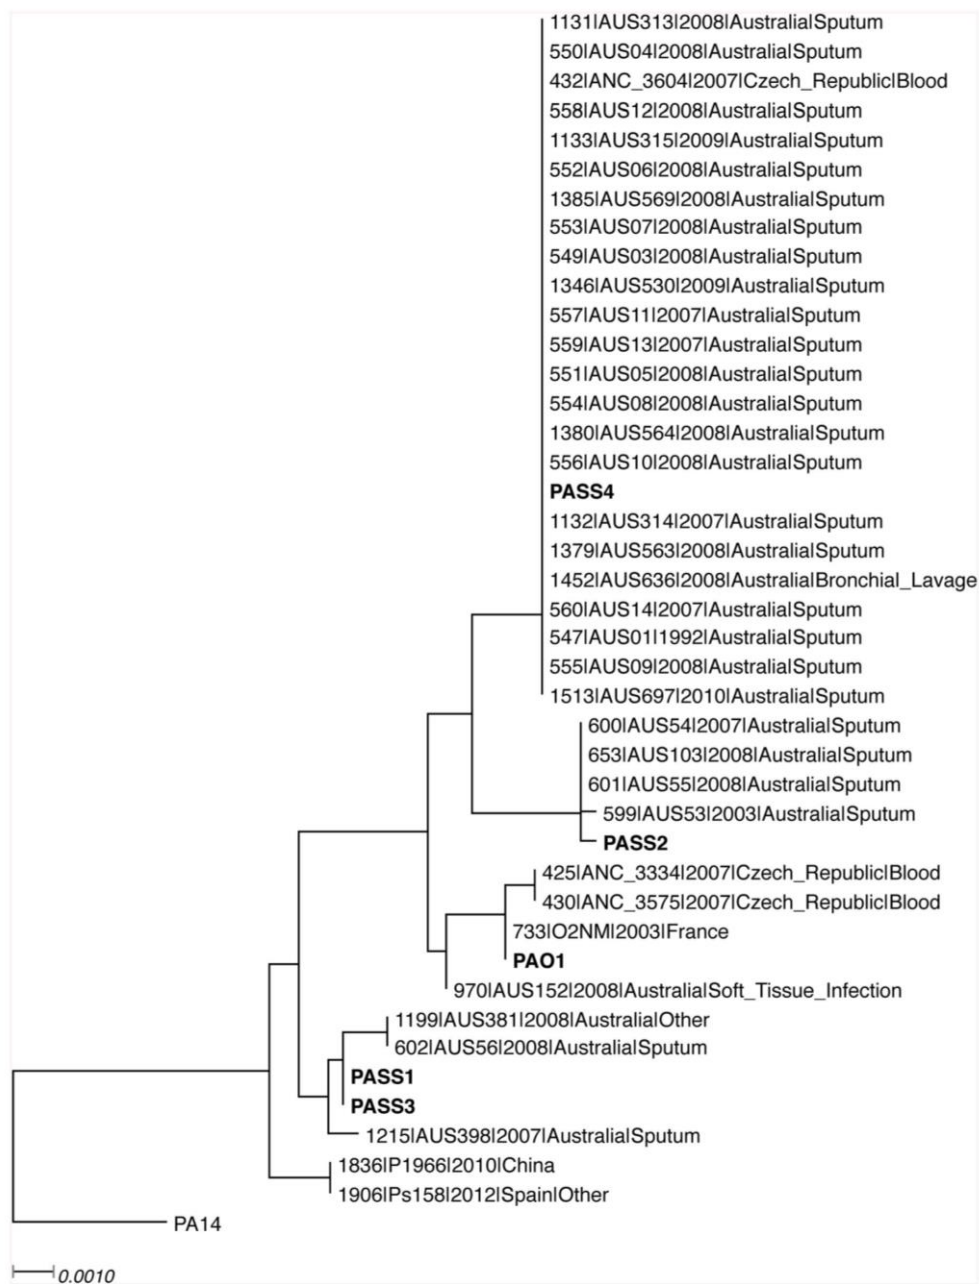 1131|AUS313|2008|Australia|Sputum
550|AUS04|2008|Australia|Sputum
432|ANC_3604|2007|Czech_Republic|Blood
558|AUS12|2008|Australia|Sputum
1133|AUS315|2009|Australia|Sputum
552|AUS06|2008|Australia|Sputum
1385|AUS569|2008|Australia|Sputum
553|AUS07|2008|Australia|Sputum
549|AUS03|2008|Australia|Sputum
1346|AUS530|2009|Australia|Sputum
557|AUS11|2007|Australia|Sputum
559|AUS13|2007|Australia|Sputum
551|AUS05|2008|Australia|Sputum
554|AUS08|2008|Australia|Sputum
1380|AUS564|2008|Australia|Sputum
556|AUS10|2008|Australia|Sputum
PASS4
1132|AUS314|2007|Australia|Sputum
1379|AUS563|2008|Australia|Sputum
1452|AUS636|2008|Australia|Bronchial_Lavage
560|AUS14|2007|Australia|Sputum
547|AUS01|1992|Australia|Sputum
555|AUS09|2008|Australia|Sputum
1513|AUS697|2010|Australia|Sputum
600|AUS54|2007|Australia|Sputum
653|AUS103|2008|Australia|Sputum
601|AUS55|2008|Australia|Sputum
599|AUS53|2003|Australia|Sputum
PASS2
425|ANC_3334|2007|Czech_Republic|Blood
430|ANC_3575|2007|Czech_Republic|Blood
733|O2NM|2003|France
PAO1
970|AUS152|2008|Australia|Soft_Tissue_Infection
1199|AUS381|2008|Australia|Other
602|AUS56|2008|Australia|Sputum
PASS1
PASS3
1215|AUS398|2007|Australia|Sputum
1836|P1966|2010|China
1906|Ps158|2012|Spain|Other
PA14
0.0010